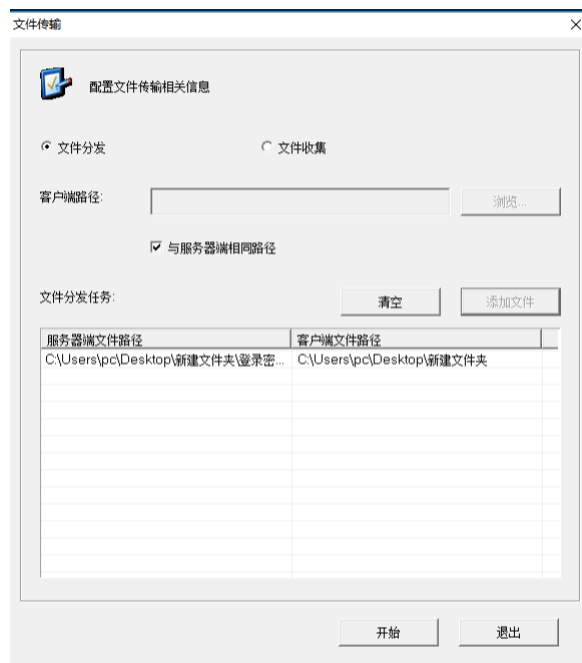 文件传输
配置文件传输相关信息
文件分发 文件收集
客户端路径: 浏览...
与服务器端相同路径
文件分发任务: 清空 添加文件
服务器端文件路径 客户端文件路径
C:\Users\pc\Desktop\新建文件夹\登录密... C:\Users\pc\Desktop\新建文件夹
开始 退出